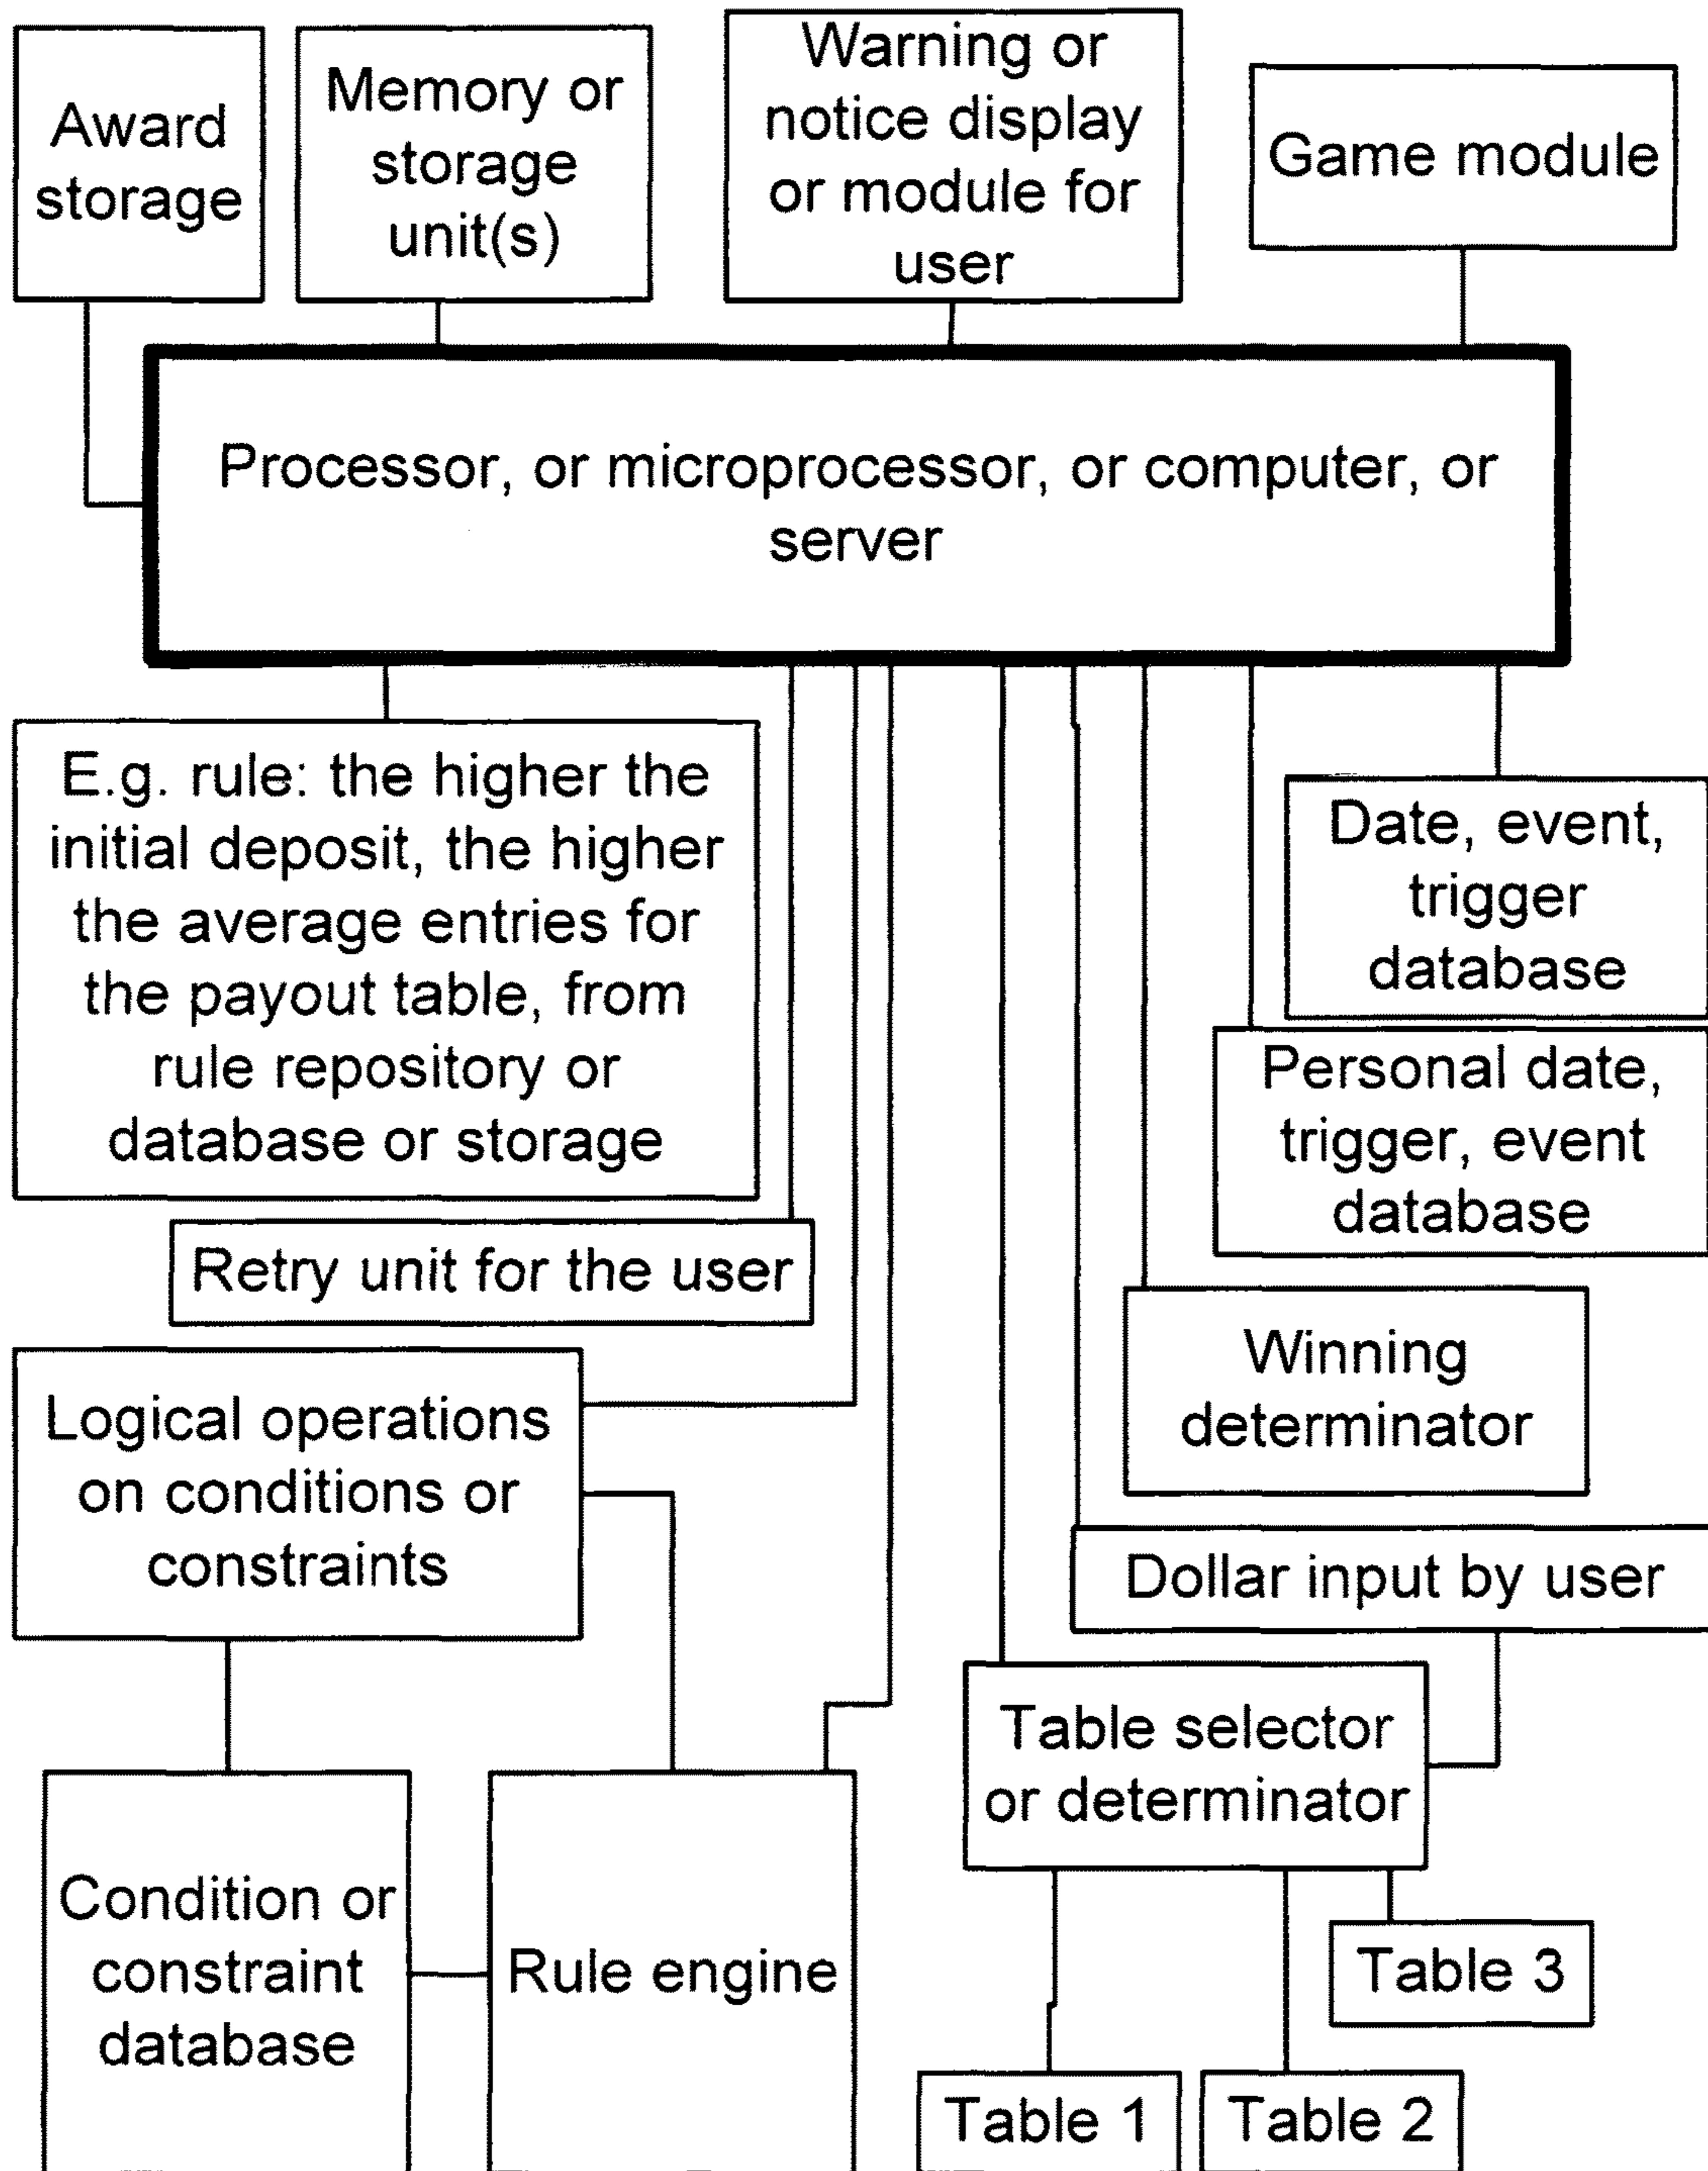 Award
storage
Memory or
storage
unit(s)
Warning or
notice display
or module for
user
Game module
Processor, or microprocessor, or computer, or
server
E.g. rule: the higher the
initial deposit, the higher
the average entries for
the payout table, from
rule repository or
database or storage
Date, event,
trigger
database
Personal date,
trigger, event
database
Retry unit for the user
Winning
determinator
Logical operations
on conditions or
constraints
Dollar input by user
Table selector
or determinator
Condition or
constraint
database
Rule engine
Table 3
Table 1
Table 2